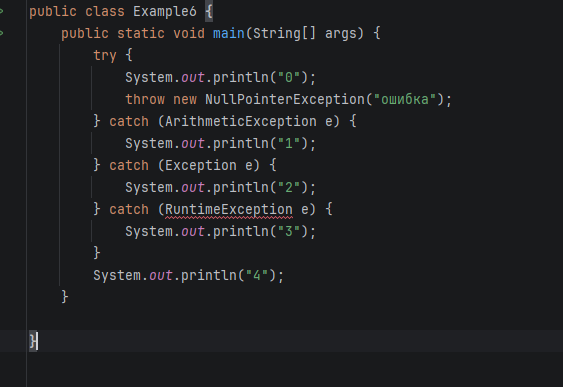 public class Example6 {
    public static void main(String[] args) {
        try {
            System.out.println("0");
            throw new NullPointerException("ошибка");
        } catch (ArithmeticException e) {
            System.out.println("1");
        } catch (Exception e) {
            System.out.println("2");
        } catch (RuntimeException e) {
            System.out.println("3");
        }
        System.out.println("4");
    }

}